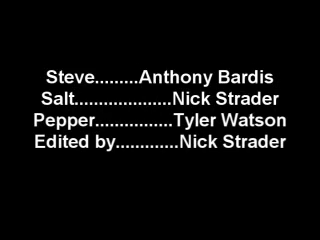 Steve.........Anthony Bardis
Salt....................Nick Strader
Pepper................Tyler Watson
Edited by.............Nick Strader